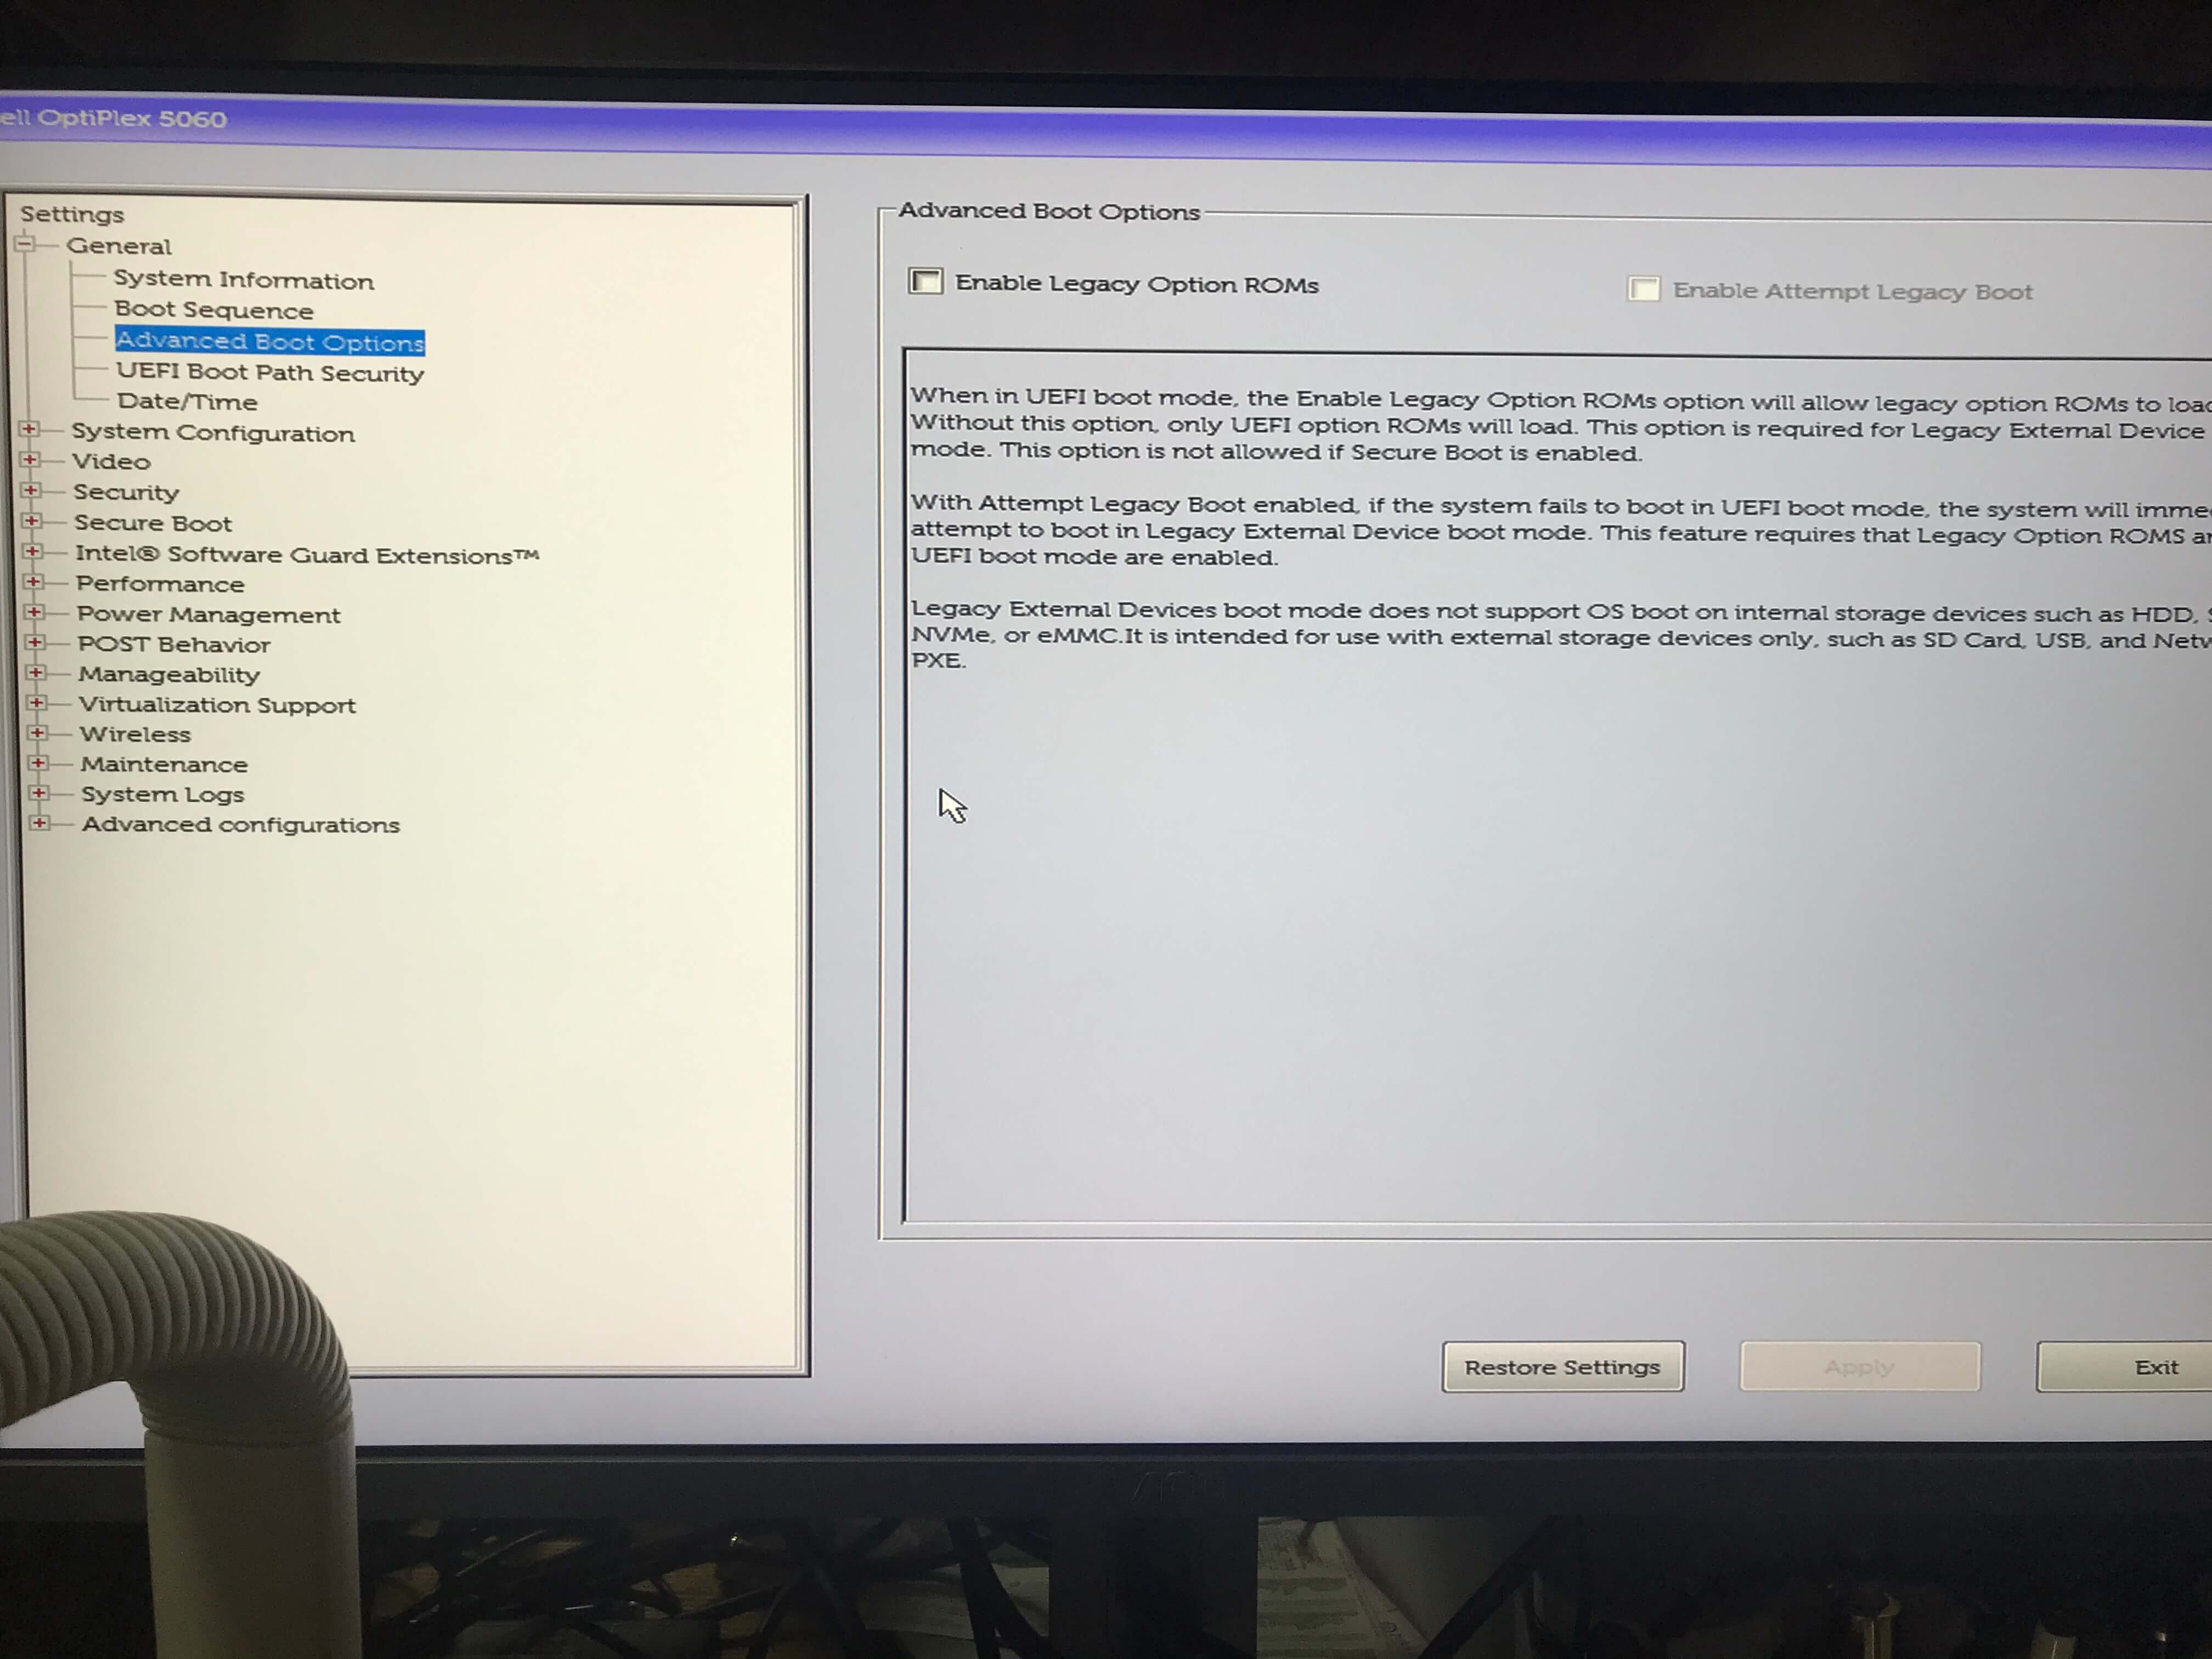 ell OptiPlex 5060
Settings
General
System Information
Boot Sequence
Advanced Boot Options
UEFI Boot Path Security
Date/Time
System Configuration
Video
Security
Secure Boot
Intel® Software Guard Extensions™
Performance
Power Management
POST Behavior
Manageability
Virtualization Support
Wireless
Maintenance
System Logs
Advanced configurations
Advanced Boot Options
Enable Legacy Option ROMs
Enable Attempt Legacy Boot
When in UEFI boot mode, the Enable Legacy Option ROMs option will allow legacy option ROMs to loa
Without this option, only UEFI option ROMs will load. This option is required for Legacy External Device
mode. This option is not allowed if Secure Boot is enabled.
With Attempt Legacy Boot enabled, if the system fails to boot in UEFI boot mode, the system will imme
attempt to boot in Legacy External Device boot mode. This feature requires that Legacy Option ROMS a
UEFI boot mode are enabled.
Legacy External Devices boot mode does not support OS boot on internal storage devices such as HDD,
NVMe, or eMMC.It is intended for use with external storage devices only, such as SD Card, USB, and Netw
PXE.
Restore Settings
Apply
Exit